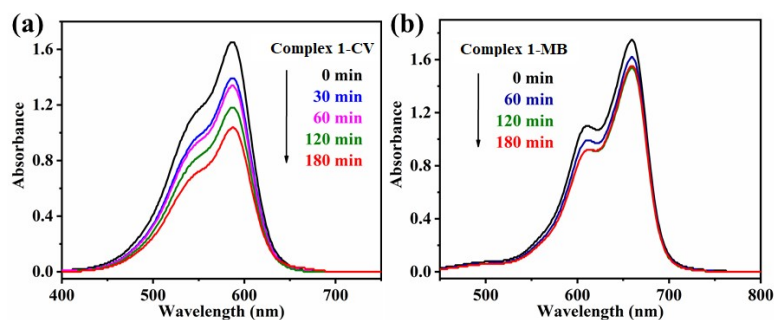 (a)
Complex 1-CV
0 min
30 min
60 min
120 min
180 min
Absorbance
1.6
1.2
0.8
0.4
0.0
400 500 600 700
Wavelength (nm)
(b)
Complex 1-MB
0 min
60 min
120 min
180 min
Absorbance
1.6
1.2
0.8
0.4
0.0
500 600 700 800
Wavelength (nm)